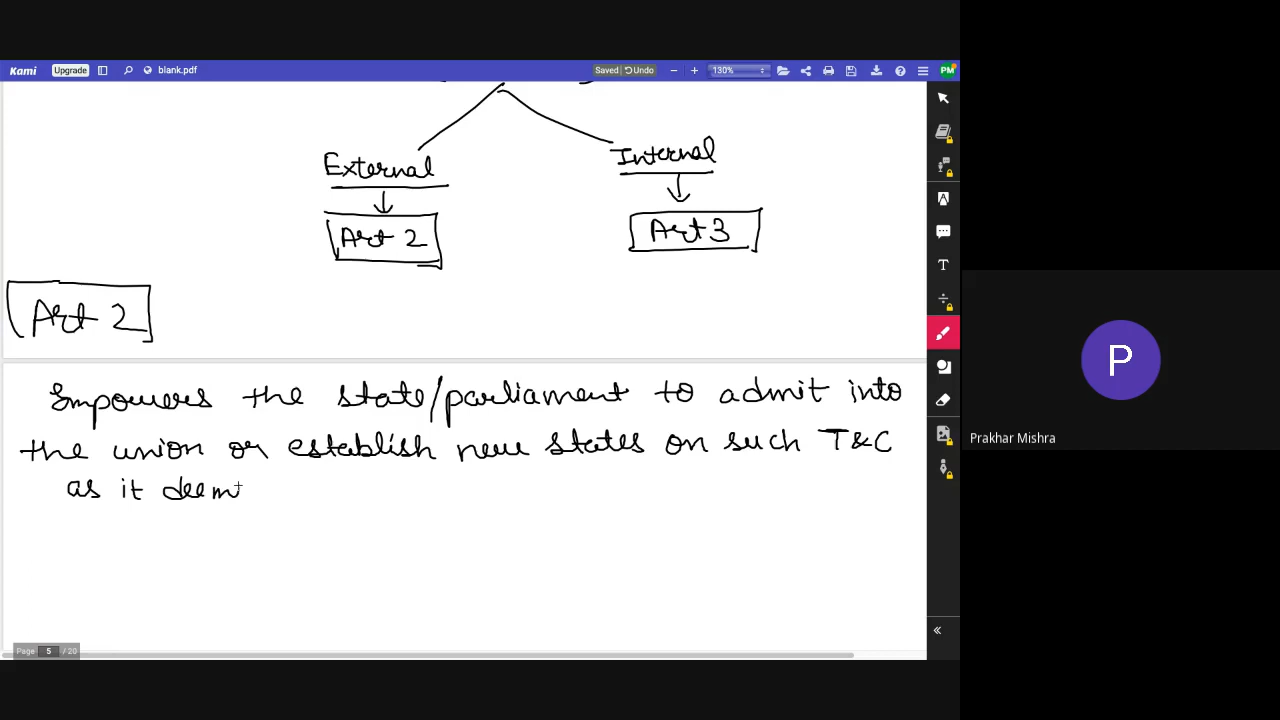 Kami Upgrade blank.pdf Saved Undo 130% PM
External Internal
Art 2 Art 3
Art 2
Empowers the state/parliament to admit into
the union or establish new states on such T&C
as it deem
P
Prakhar Mishra
Page 5 / 20